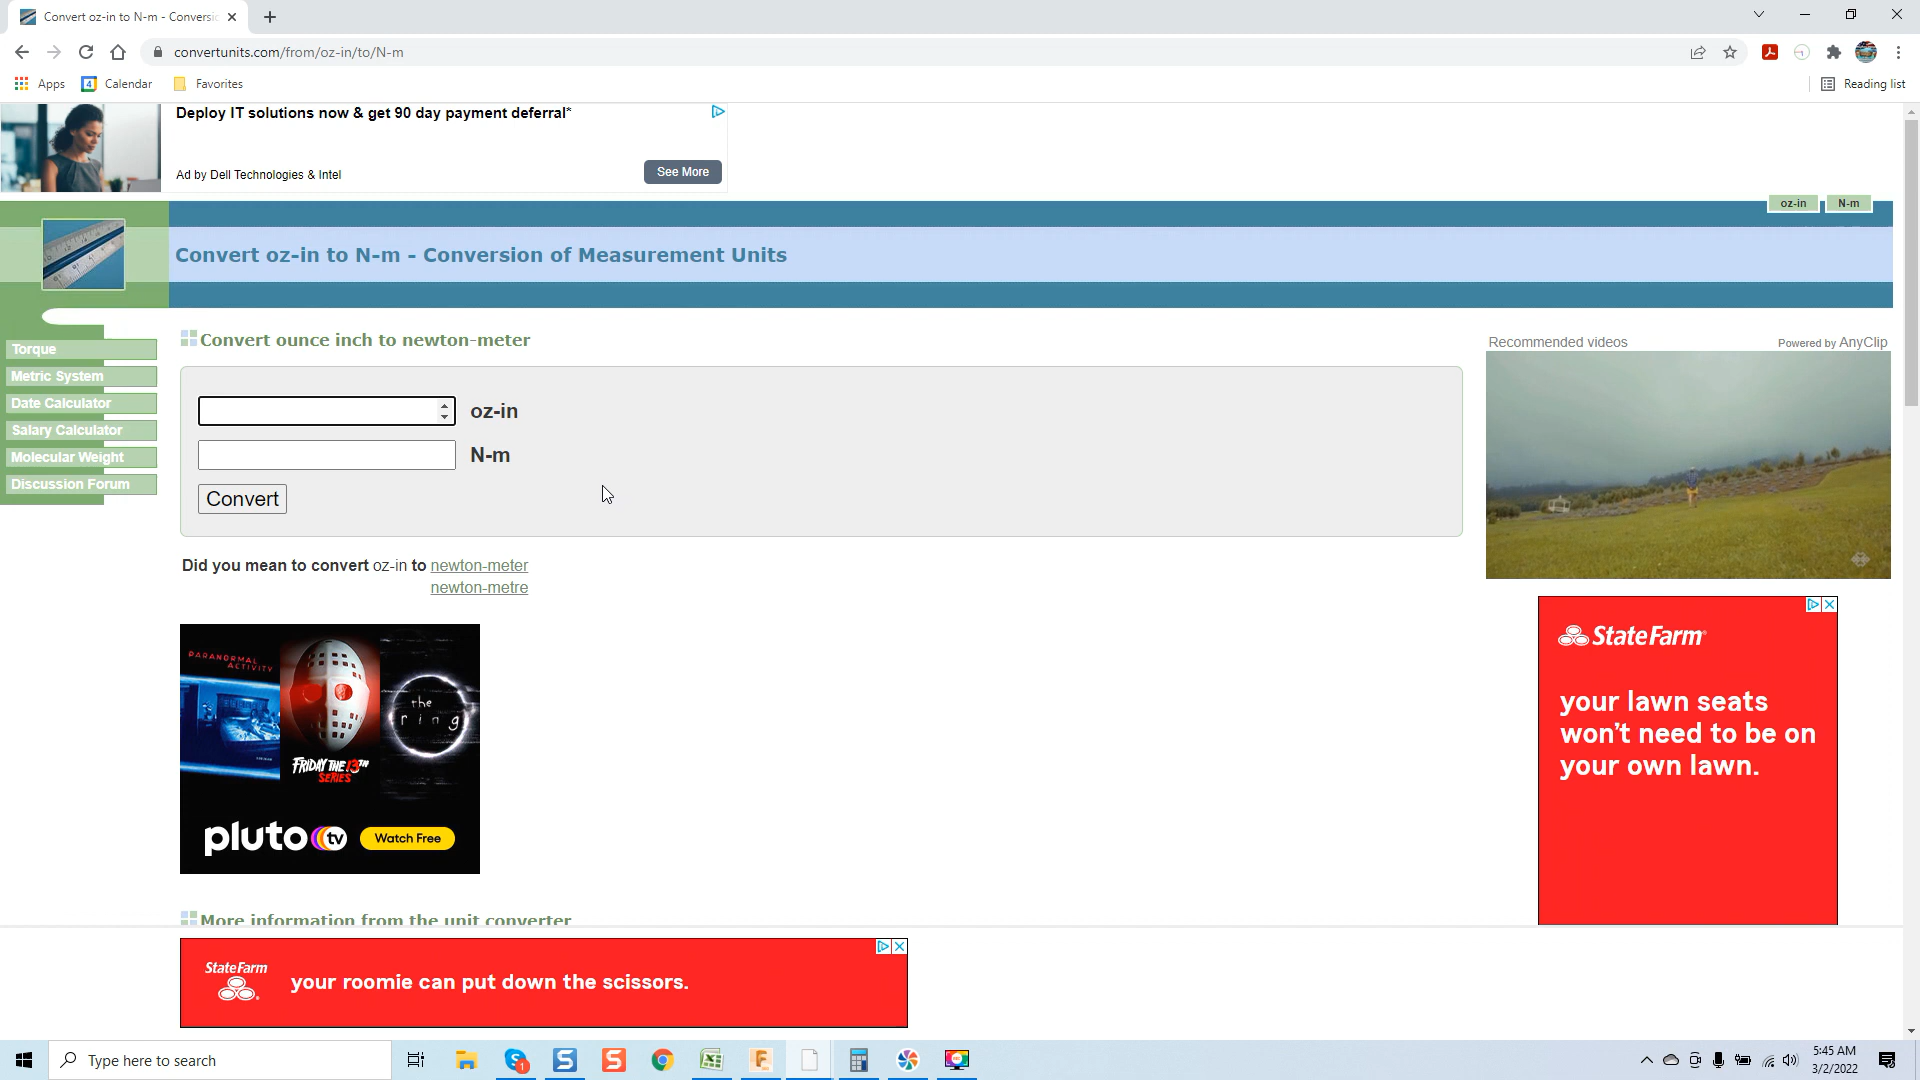 Convert oz-in to N-m - Conversio
convertunits.com/from/oz-in/to/N-m
Apps
4
Calendar
Favorites
Reading list
Deploy IT solutions now & get 90 day payment deferral*
Ad by Dell Technologies & Intel
See More
oz-in
N-m
Convert oz-in to N-m - Conversion of Measurement Units
Torque
Metric System
Date Calculator
Salary Calculator
Molecular Weight
Discussion Forum
Convert ounce inch to newton-meter
oz-in
N-m
Convert
Did you mean to convert oz-in to newton-meter
newton-metre
Recommended videos
Powered by AnyClip
PARANORMAL
ACTIVITY
FRIDAY THE 13TH
SERIES
the
ring
pluto tv
Watch Free
StateFarm
your lawn seats
won't need to be on
your own lawn.
More information from the unit converter
StateFarm
your roomie can put down the scissors.
Type here to search
5:45 AM
3/2/2022